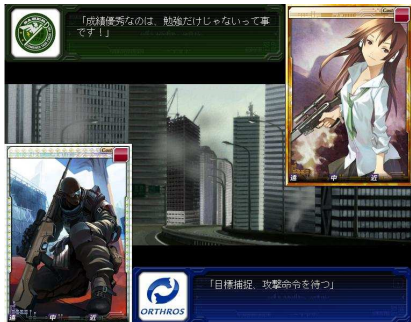 「成績優秀なのは、勉強だけじゃないって事
です！」
遠 中 近
遠 中 近
「目標捕捉、攻撃命令を待つ」
ORTHROS